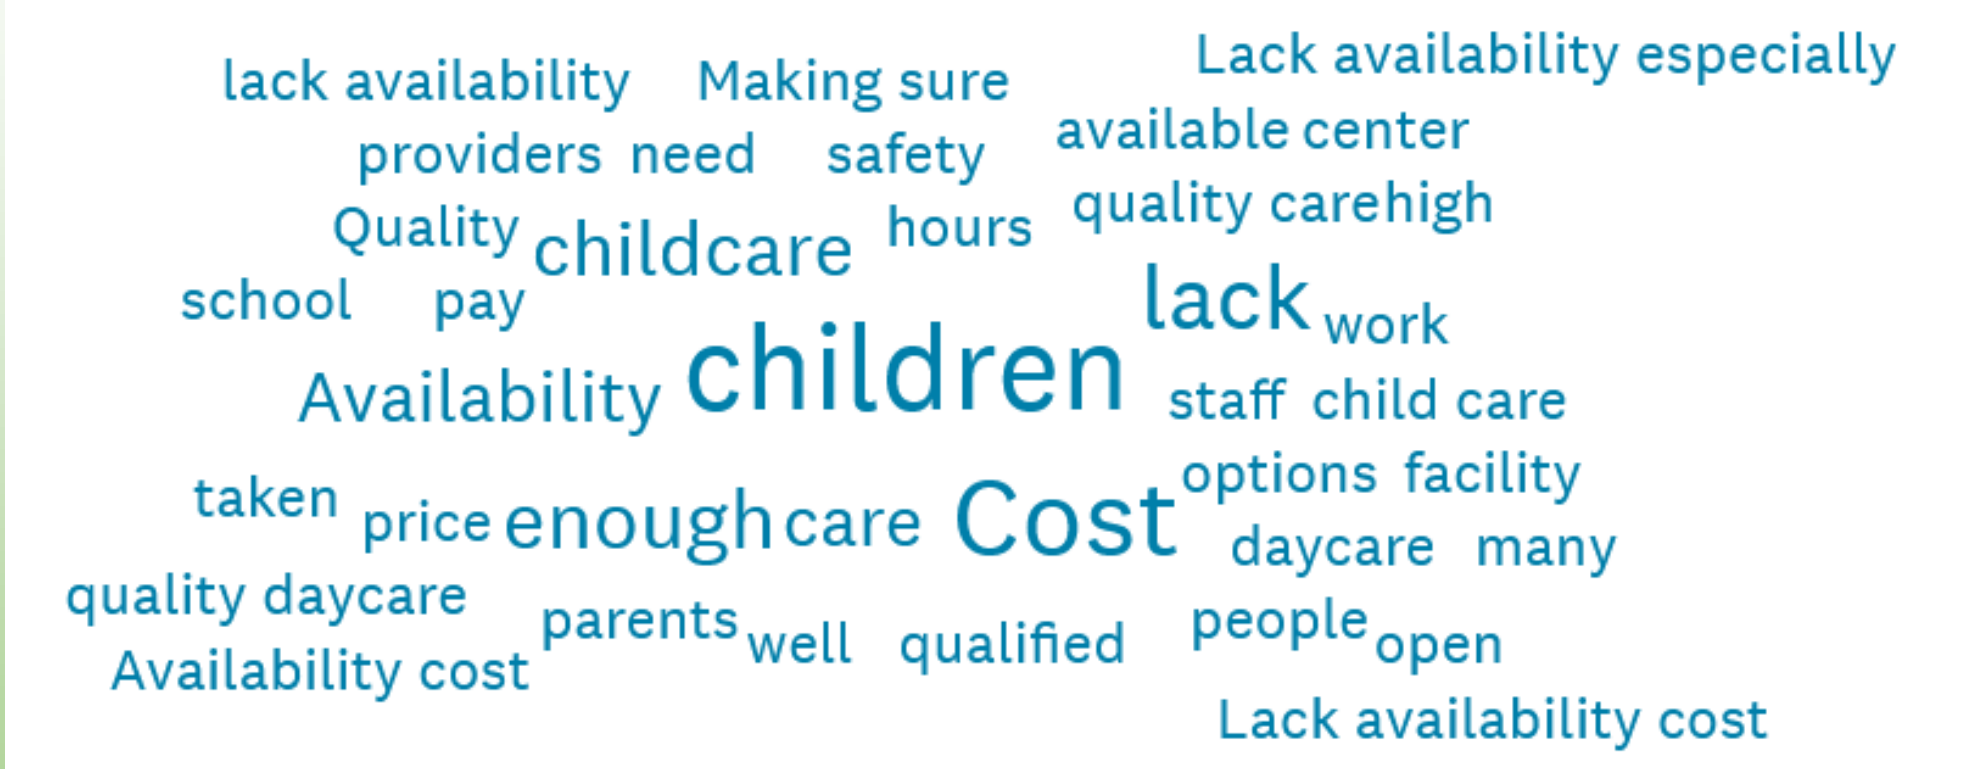 lack availability Making sure Lack availability especially
providers need safety available center
Quality childcare hours quality carehigh
school pay lack work
Availability children staff child care
taken price enough care Cost options facility
daycare many
quality daycare parents well qualified people open
Availability cost
Lack availability cost